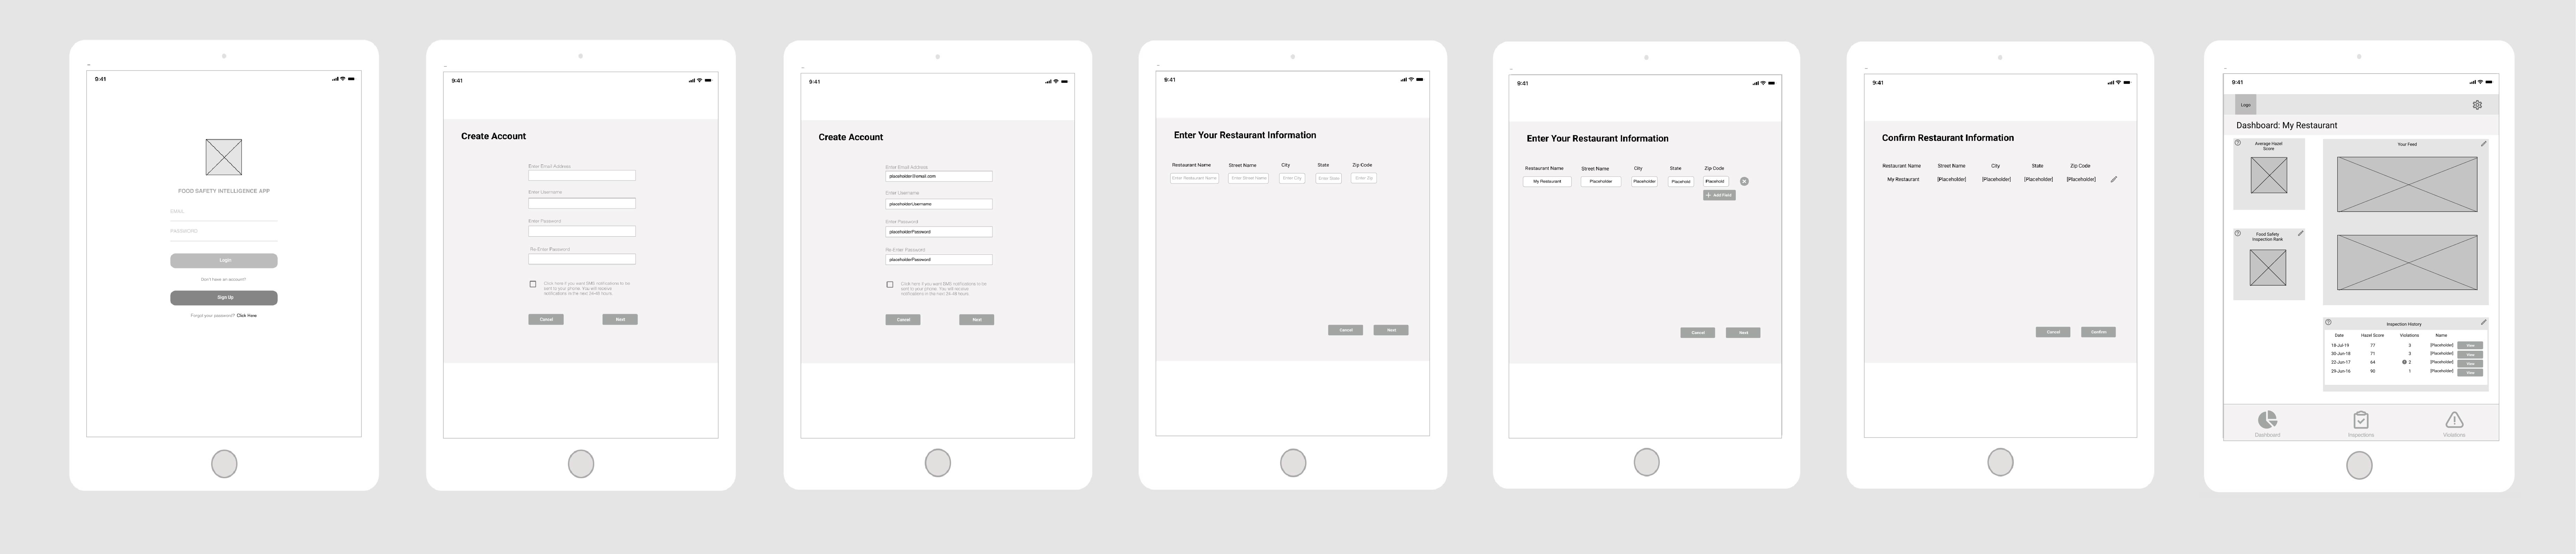 9:41
FOOD SAFETY INTELLIGENCE APP
EMAIL
PASSWORD
Login
Don't have an account?
Sign Up
Forgot your password? Click Here
9:41
Create Account
Enter Email Address
Enter Username
Enter Password
Re-Enter Password
Click here if you want SMS notifications to be
sent to your phone. You will receive
notifications in the next 24-48 hours.
Cancel
Next
9:41
Create Account
Enter Email Address
placeholder@email.com
Enter Username
placeholderUsername
Enter Password
placeholderPassword
Re-Enter Password
placeholderPassword
Click here if you want SMS notifications to be
sent to your phone. You will receive
notifications in the next 24-48 hours.
Cancel
Next
9:41
Enter Your Restaurant Information
Restaurant Name Street Name City State Zip Code
Enter Restaurant Name Enter Street Name Enter City Enter State Enter Zip
Cancel
Next
9:41
Enter Your Restaurant Information
Restaurant Name Street Name City State Zip Code
My Restaurant Placeholder Placeholder Placehold Placehold
+ Add Field
Cancel
Next
9:41
Confirm Restaurant Information
Restaurant Name Street Name City State Zip Code
My Restaurant [Placeholder] [Placeholder] [Placeholder] [Placeholder]
Cancel
Confirm
9:41
Logo
Dashboard: My Restaurant
Average Hazel
Score
Food Safety
Inspection Rank
Your Feed
Inspection History
Date Hazel Score Violations Name
18-Jul-19 77 3 [Placeholder] View
30-Jun-18 71 3 [Placeholder] View
22-Jun-17 64 2 [Placeholder] View
29-Jun-16 90 1 [Placeholder] View
Dashboard
Inspections
Violations